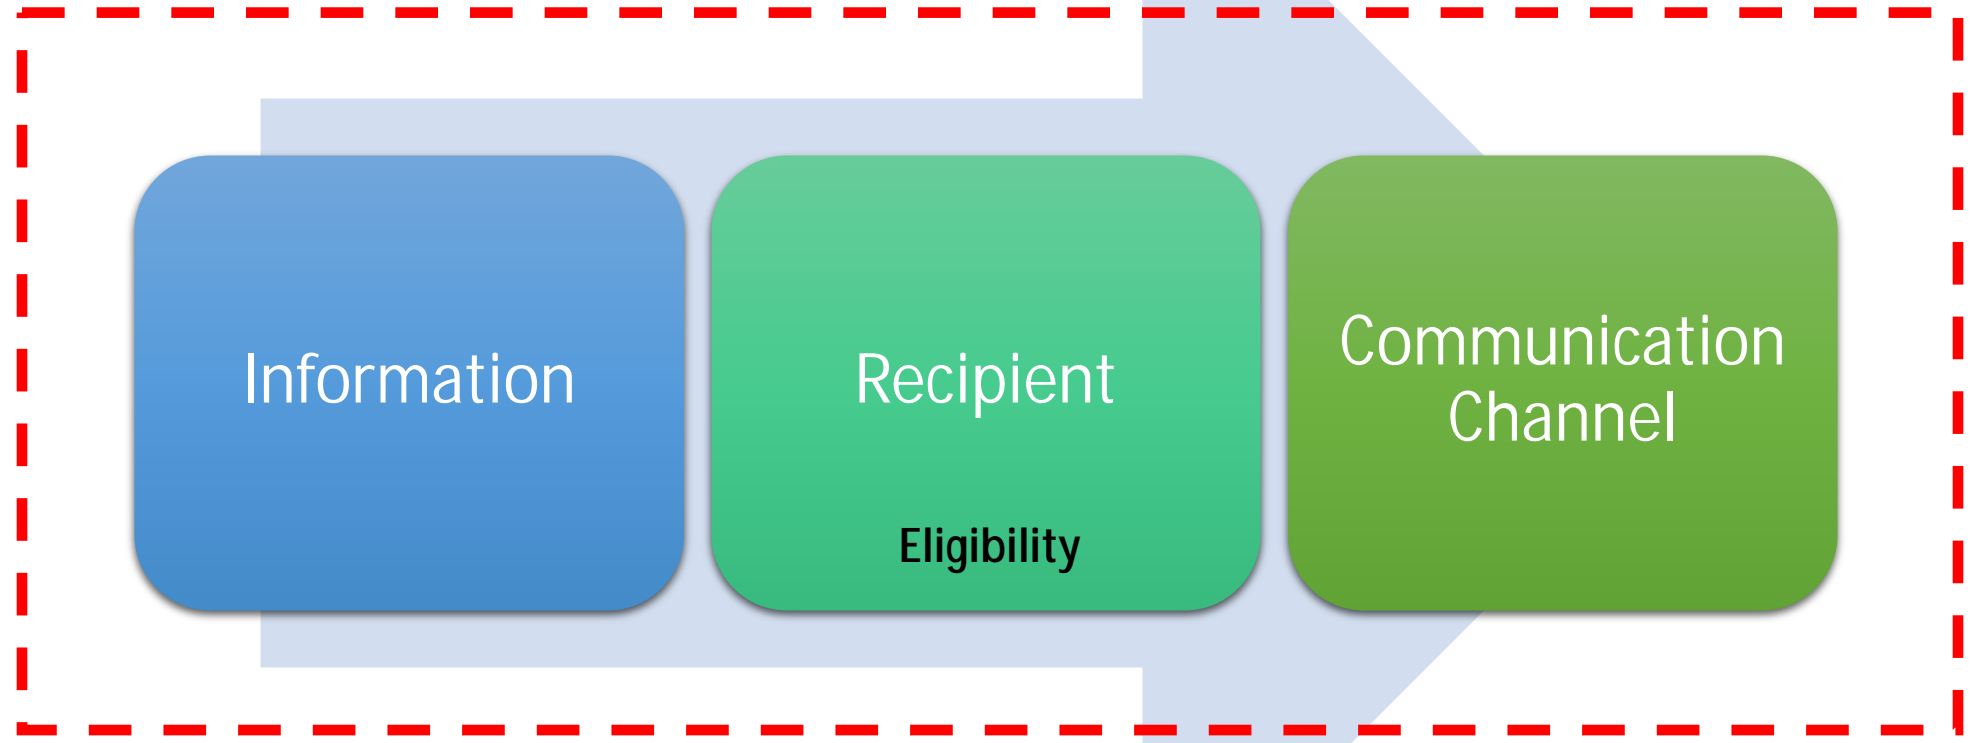 Information
Recipient
Eligibility
Communication
Channel